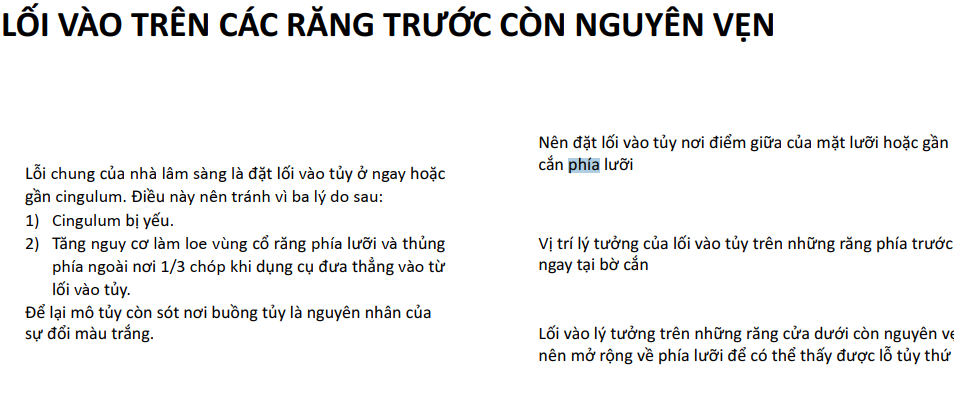 LỐI VÀO TRÊN CÁC RĂNG TRƯỚC CÒN NGUYÊN VẸN
Lỗi chung của nhà lâm sàng là đặt lối vào tủy ở ngay hoặc
gần cingulum. Điều này nên tránh vì ba lý do sau:
1) Cingulum bị yếu.
2) Tăng nguy cơ làm loe vùng cổ răng phía lưỡi và thủng
phía ngoài nơi 1/3 chóp khi dụng cụ đưa thẳng vào từ
lối vào tủy.
Để lại mô tủy còn sót nơi buồng tủy là nguyên nhân của
sự đổi màu trắng.
Nên đặt lối vào tủy nơi điểm giữa của mặt lưỡi hoặc gần
cắn phía lưỡi
Vị trí lý tưởng của lối vào tủy trên những răng phía trước
ngay tại bờ cắn
Lối vào lý tưởng trên những răng cửa dưới còn nguyên
nên mở rộng về phía lưỡi để có thể thấy được lỗ tủy thứ